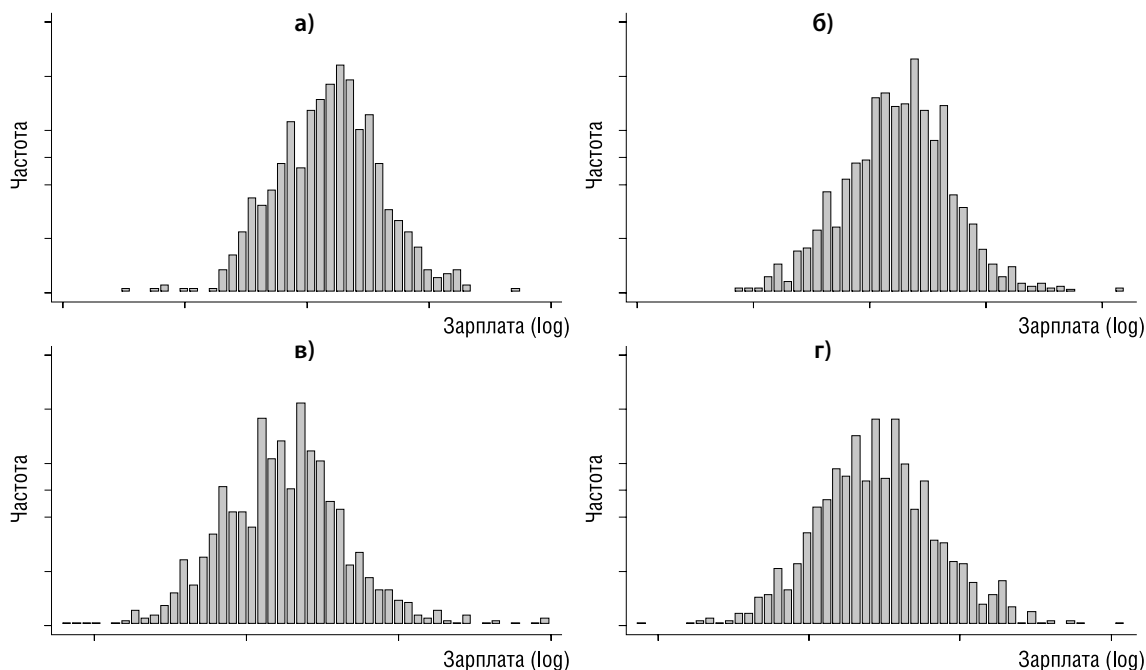 а)
Частота
Зарплата (log)
б)
Частота
Зарплата (log)
в)
Частота
Зарплата (log)
г)
Частота
Зарплата (log)